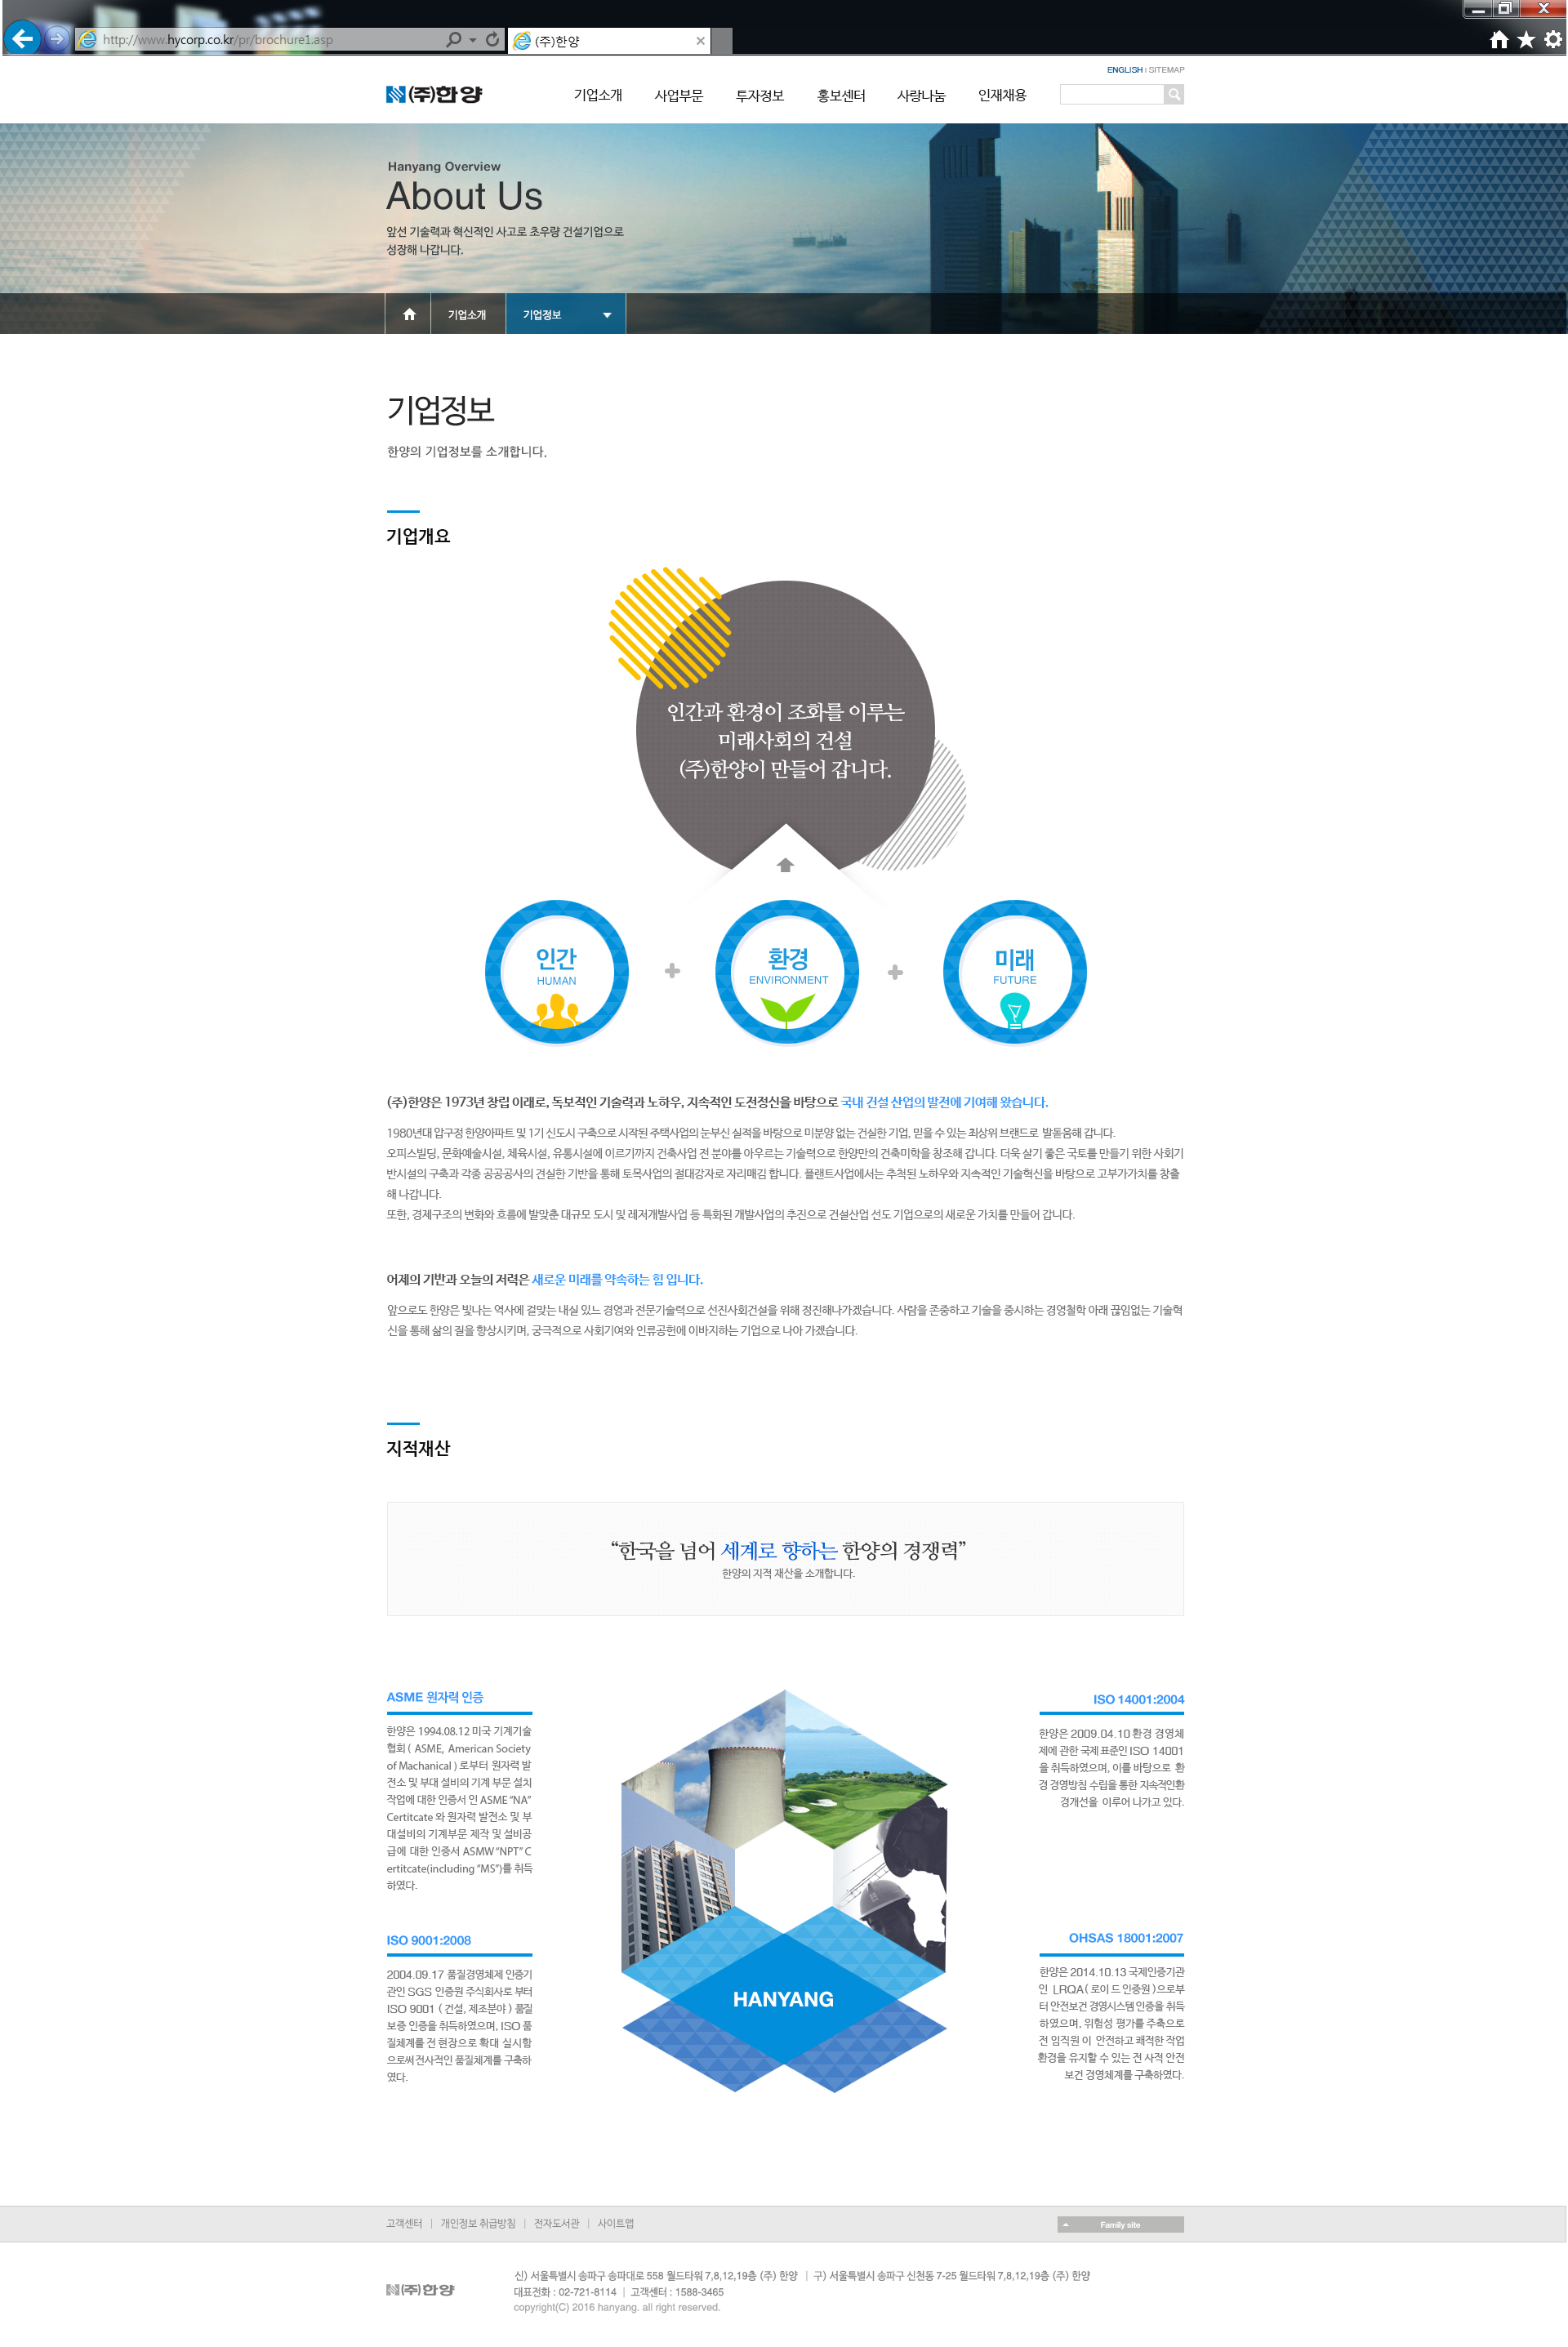 http://www.hycorp.co.kr/pr/brochure1.asp
(주)한양
ENGLISH | SITEMAP
(주)한양
기업소개 사업부문 투자정보 홍보센터 사랑나눔 인재채용
Hanyang Overview
About Us
앞선 기술력과 혁신적인 사고로 초우량 건설기업으로
성장해 나갑니다.
기업소개 기업정보
기업정보
한양의 기업정보를 소개합니다.
기업개요
인간과 환경이 조화를 이루는
미래사회의 건설
(주)한양이 만들어 갑니다.
인간 환경 미래
HUMAN ENVIRONMENT FUTURE
(주)한양은 1973년 창립 이래로, 독보적인 기술력과 노하우, 지속적인 도전정신을 바탕으로 국내 건설 산업의 발전에 기여해 왔습니다.
1980년대 압구정 한양아파트 및 1기 신도시 구축으로 시작된 주택사업의 눈부신 실적을 바탕으로 미분양 없는 건실한 기업, 믿을 수 있는 최상위 브랜드로 발돋움해 갑니다.
오피스빌딩, 문화예술시설, 체육시설, 유통시설에 이르기까지 건축사업 전 분야를 아우르는 기술력으로 한양만의 건축미학을 창조해 갑니다. 더욱 살기 좋은 국토를 만들기 위한 사회기
반시설의 구축과 각종 공공공사의 견실한 기반을 통해 토목사업의 절대강자로 자리매김 합니다. 플랜트사업에서는 추척된 노하우와 지속적인 기술혁신을 바탕으로 고부가가치를 창출
해 나갑니다.
또한, 경제구조의 변화와 흐름에 발맞춘 대규모 도시 및 레저개발사업 등 특화된 개발사업의 추진으로 건설산업 선도 기업으로의 새로운 가치를 만들어 갑니다.
어제의 기반과 오늘의 저력은 새로운 미래를 약속하는 힘 입니다.
앞으로도 한양은 빛나는 역사에 걸맞는 내실 있느 경영과 전문기술력으로 선진사회건설을 위해 정진해나가겠습니다. 사람을 존중하고 기술을 중시하는 경영철학 아래 끊임없는 기술혁
신을 통해 삶의 질을 향상시키며, 궁극적으로 사회기여와 인류공헌에 이바지하는 기업으로 나아 가겠습니다.
지적재산
“한국을 넘어 세계로 향하는 한양의 경쟁력”
한양의 지적 재산을 소개합니다.
ASME 원자력 인증
한양은 1994.08.12 미국 기계기술
협회 ( ASME, American Society
of Machanical ) 로부터 원자력 발
전소 및 부대 설비의 기계 부문 설치
작업에 대한 인증서 인 ASME “NA”
Certitcate 와 원자력 발전소 및 부
대설비의 기계부문 제작 및 설비공
급에 대한 인증서 ASMW “NPT” C
ertitcate(including “MS”)를 취득
하였다.
ISO 14001:2004
한양은 2009.04.10 환경 경영체
제에 관한 국제 표준인 ISO 14001
을 취득하였으며, 이를 바탕으로 환
경 경영방침 수립을 통한 지속적인환
경개선을 이루어 나가고 있다.
ISO 9001:2008
2004.09.17 품질경영체제 인증기
관인 SGS 인증원 주식회사로 부터
ISO 9001 ( 건설, 제조분야 ) 품질
보증 인증을 취득하였으며, ISO 품
질체계를 전 현장으로 확대 실시함
으로써 전사적인 품질체계를 구축하
였다.
HANYANG
OHSAS 18001:2007
한양은 2014.10.13 국제인증기관
인 LRQA( 로이 드 인증원 )으로부
터 안전보건 경영시스템 인증을 취득
하였으며, 위험성 평가를 주축으로
전 임직원 이 안전하고 쾌적한 작업
환경을 유지할 수 있는 전 사적 안전
보건 경영체계를 구축하였다.
고객센터 | 개인정보 취급방침 | 전자도서관 | 사이트맵
Family site
(주)한양
신) 서울특별시 송파구 송파대로 558 월드타워 7,8,12,19층 (주) 한양 | 구) 서울특별시 송파구 신천동 7-25 월드타워 7,8,12,19층 (주) 한양
대표전화 : 02-721-8114 | 고객센터 : 1588-3465
copyright(C) 2016 hanyang. all right reserved.